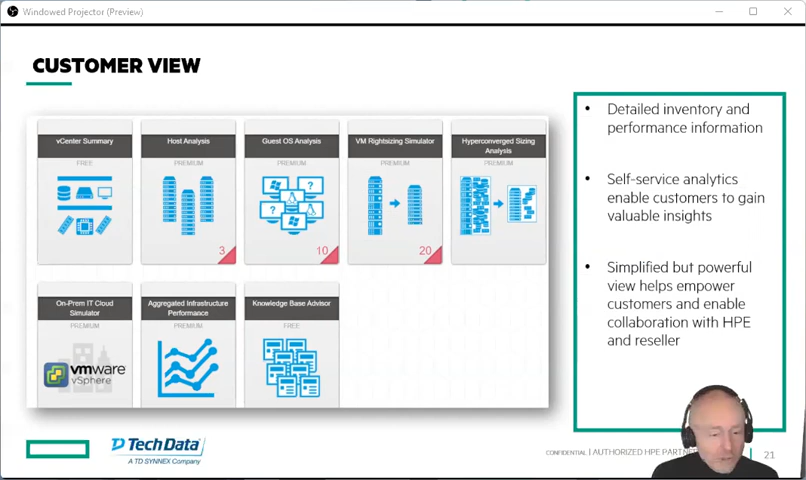 Windowed Projector (Preview)
CUSTOMER VIEW
vCenter Summary
FREE
Host Analysis
PREMIUM
3
Guest OS Analysis
PREMIUM
10
VM Rightsizing Simulator
PREMIUM
20
Hyperconverged Sizing
Analysis
PREMIUM
On-Prem IT Cloud
Simulator
PREMIUM
vmware
vSphere
Aggregated Infrastructure
Performance
PREMIUM
Knowledge Base Advisor
FREE
• Detailed inventory and
performance information
• Self-service analytics
enable customers to gain
valuable insights
• Simplified but powerful
view helps empower
customers and enable
collaboration with HPE
and reseller
Tech Data
A TD SYNNEX Company
CONFIDENTIAL | AUTHORIZED HPE PARTNE
21